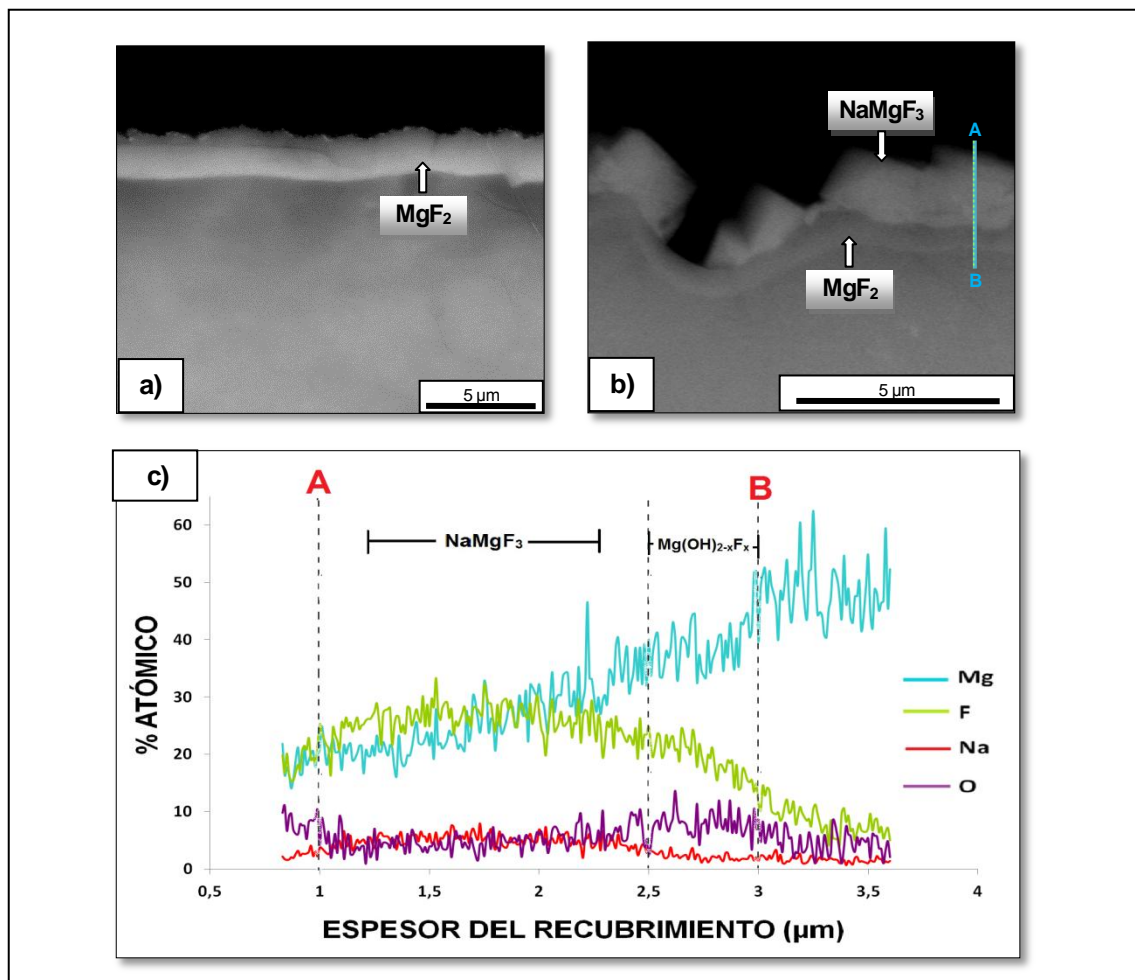 MgF₂
5 µm
a)
NaMgF₃
A
MgF₂
B
b)
5 µm
c)
A
B
NaMgF₃
Mg(OH)₂₋ₓFₓ
60
50
40
30
20
10
0
% ATÓMICO
Mg
F
Na
O
0,5 1 1,5 2 2,5 3 3,5 4
ESPESOR DEL RECUBRIMIENTO (µm)